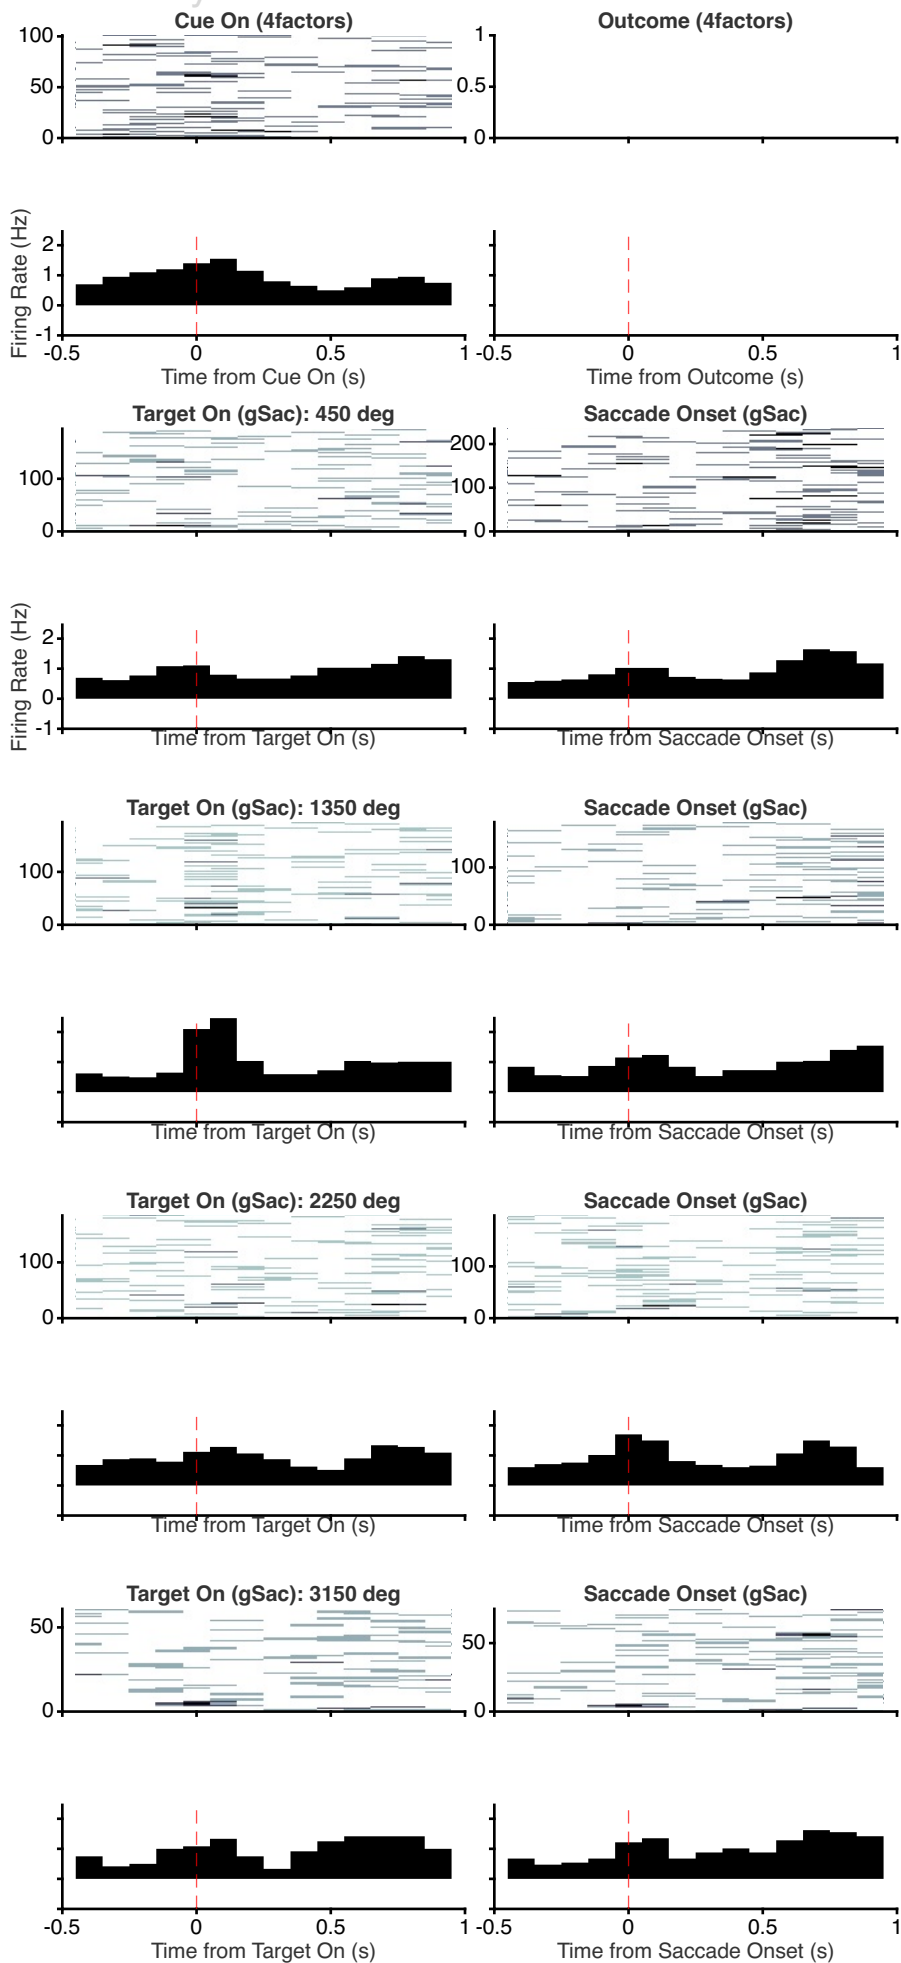 Cue On (4factors) Outcome (4factors)
100 1
50 0.5
0 0
Firing Rate (Hz)
2
1
0
-1
-0.5 0 0.5 1 -0.5 0 0.5 1
Time from Cue On (s) Time from Outcome (s)
Target On (gSac): 450 deg Saccade Onset (gSac)
200
100 100
0 0
Firing Rate (Hz)
2
1
0
-1
Time from Target On (s) Time from Saccade Onset (s)
Target On (gSac): 1350 deg Saccade Onset (gSac)
100 100
0 0
Time from Target On (s) Time from Saccade Onset (s)
Target On (gSac): 2250 deg Saccade Onset (gSac)
100 100
0 0
Time from Target On (s) Time from Saccade Onset (s)
Target On (gSac): 3150 deg Saccade Onset (gSac)
50 50
0 0
-0.5 0 0.5 1 -0.5 0 0.5 1
Time from Target On (s) Time from Saccade Onset (s)